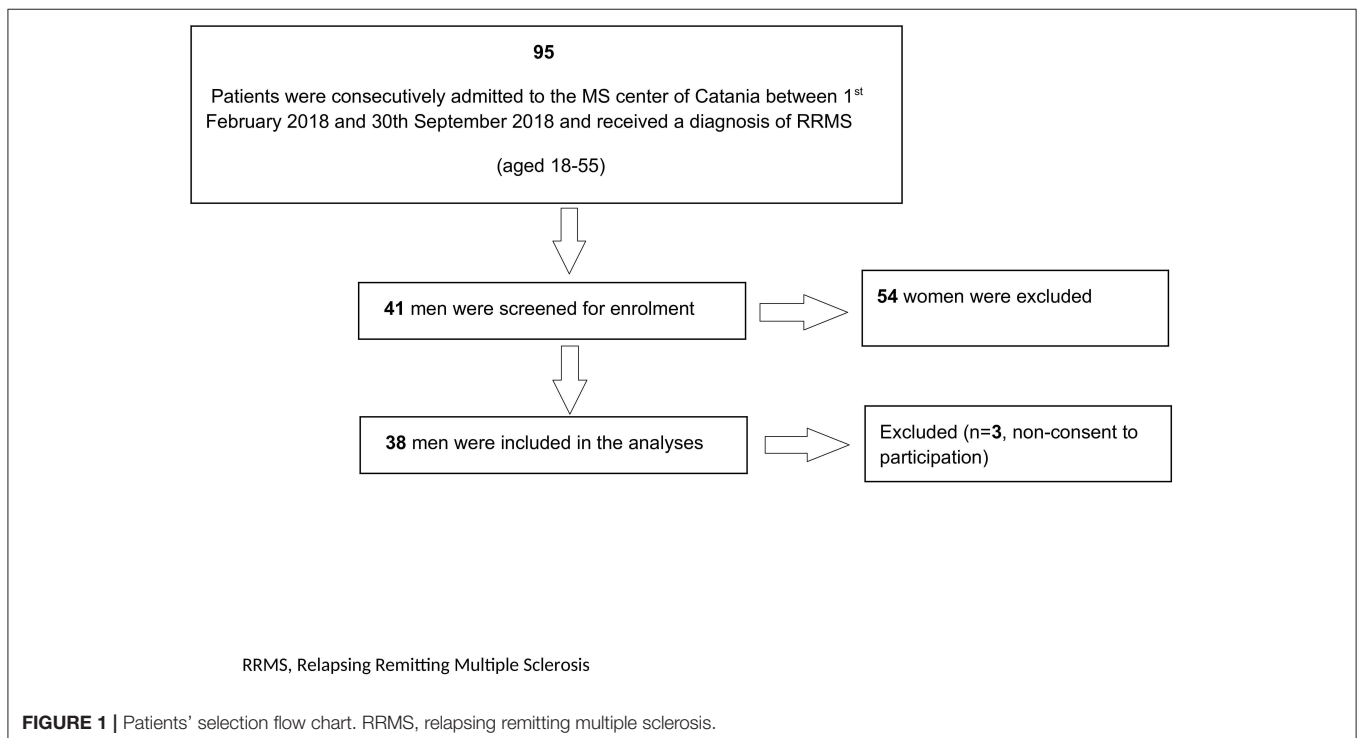 95
Patients were consecutively admitted to the MS center of Catania between 1st
February 2018 and 30th September 2018 and received a diagnosis of RRMS
(aged 18-55)
41 men were screened for enrolment
54 women were excluded
38 men were included in the analyses
Excluded (n=3, non-consent to
participation)
RRMS, Relapsing Remitting Multiple Sclerosis
FIGURE 1 | Patients' selection flow chart. RRMS, relapsing remitting multiple sclerosis.